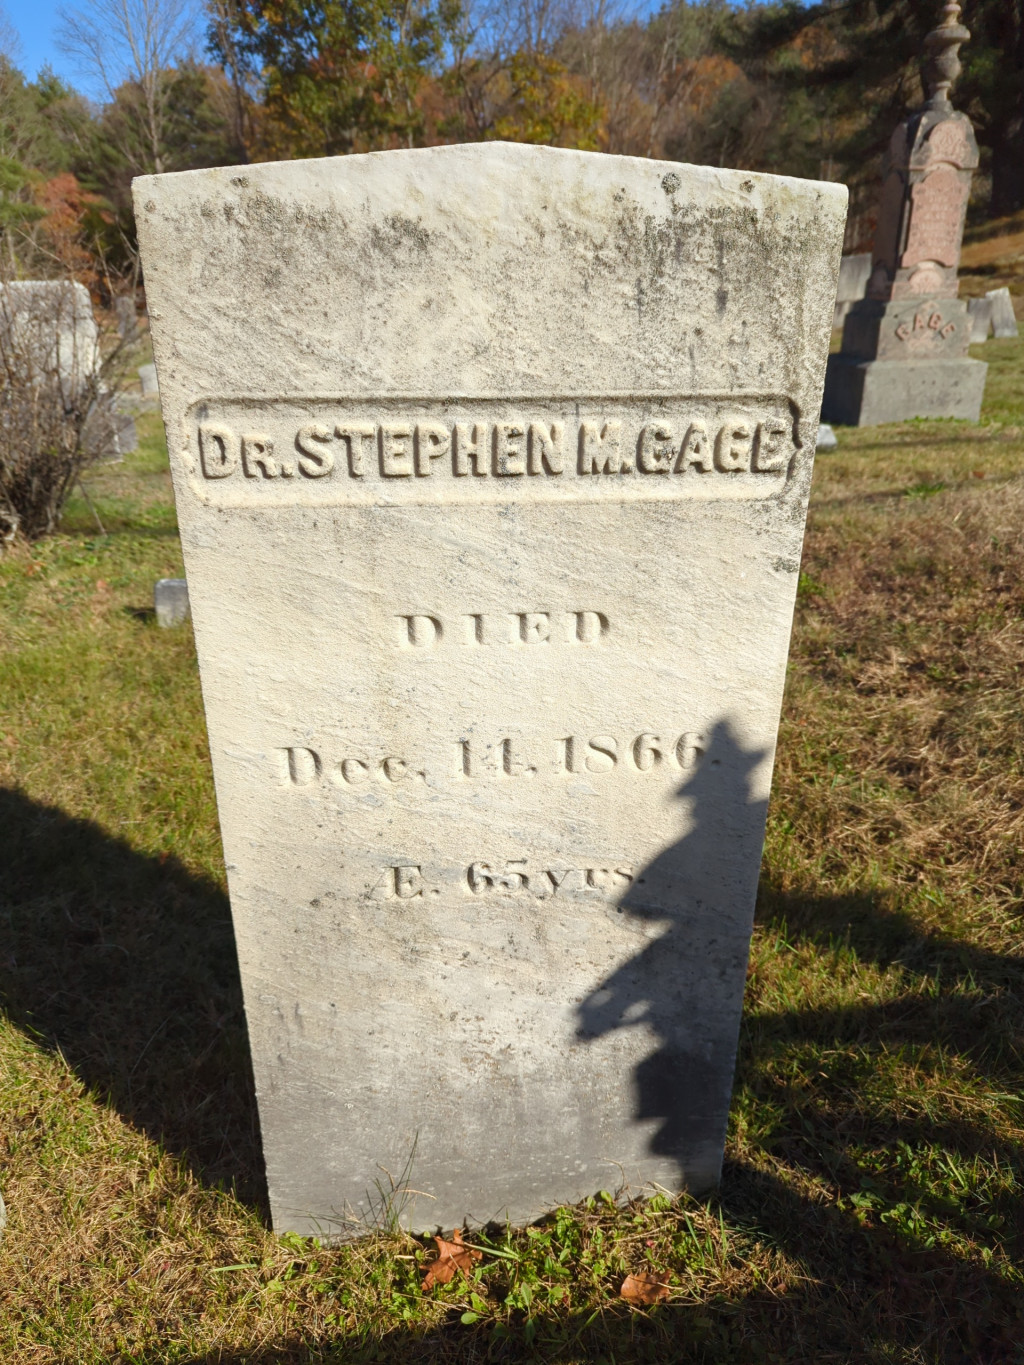 DR. STEPHEN M. GAGE
DIED
Dec. 14, 1866.
Æ. 65 yrs.
GAGE